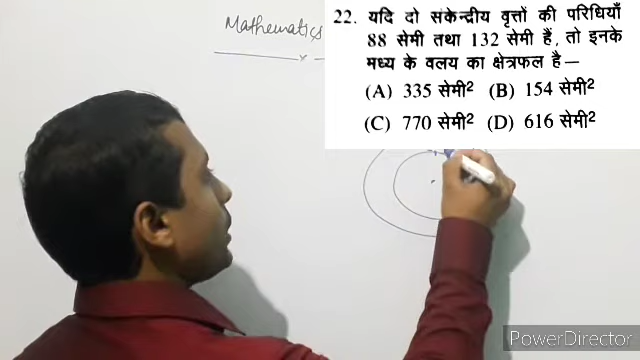 Mathematics
22. यदि दो संकेन्द्रीय वृत्तों की परिधियाँ
88 सेमी तथा 132 सेमी हैं, तो इनके
मध्य के वलय का क्षेत्रफल है—
(A) 335 सेमी² (B) 154 सेमी²
(C) 770 सेमी² (D) 616 सेमी²
PowerDirector